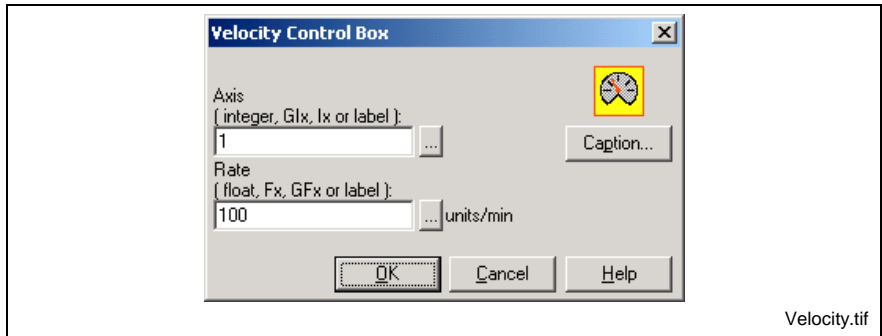 Velocity Control Box
Axis
( integer, GIx, Ix or label ):
1
...
Caption...
Rate
( float, Fx, GFx or label ):
100
... units/min
OK Cancel Help
Velocity.tif